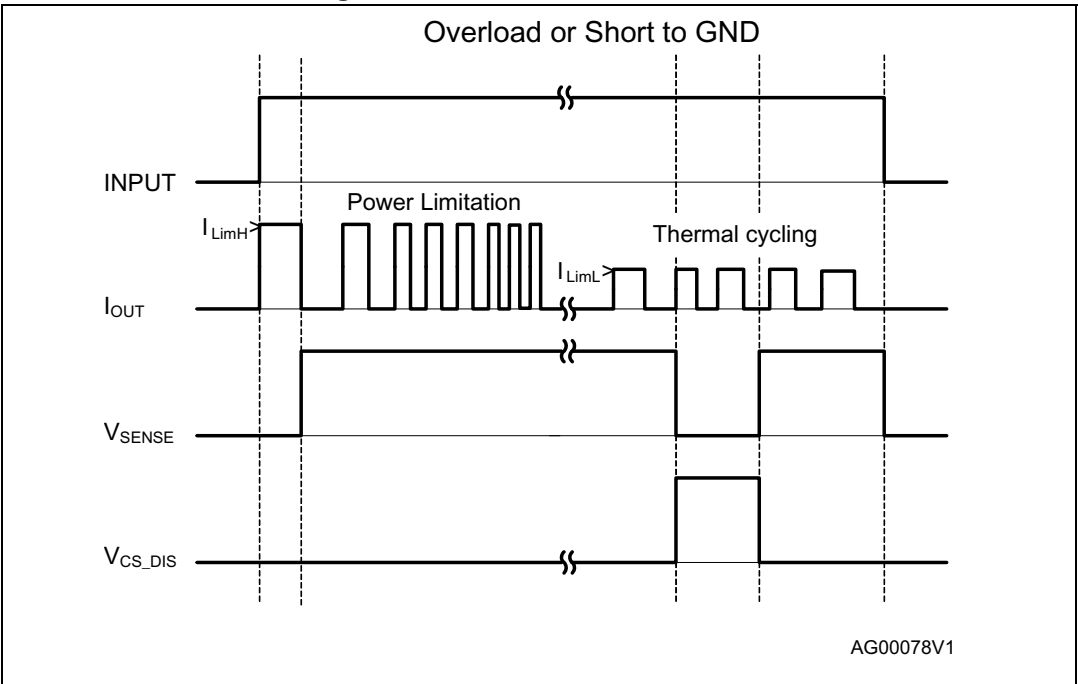 Overload or Short to GND
INPUT
Power Limitation
I LimH
Thermal cycling
I LimL
IOUT
VSENSE
VCS_DIS
AG00078V1